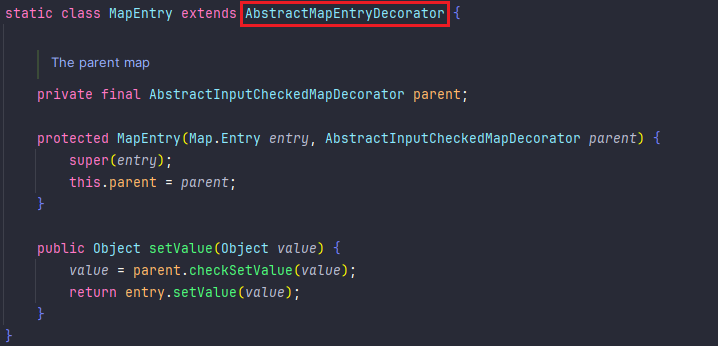 static class MapEntry extends AbstractMapEntryDecorator {
The parent map
private final AbstractInputCheckedMapDecorator parent;
protected MapEntry(Map.Entry entry, AbstractInputCheckedMapDecorator parent) {
super(entry);
this.parent = parent;
}
public Object setValue(Object value) {
value = parent.checkSetValue(value);
return entry.setValue(value);
}
}